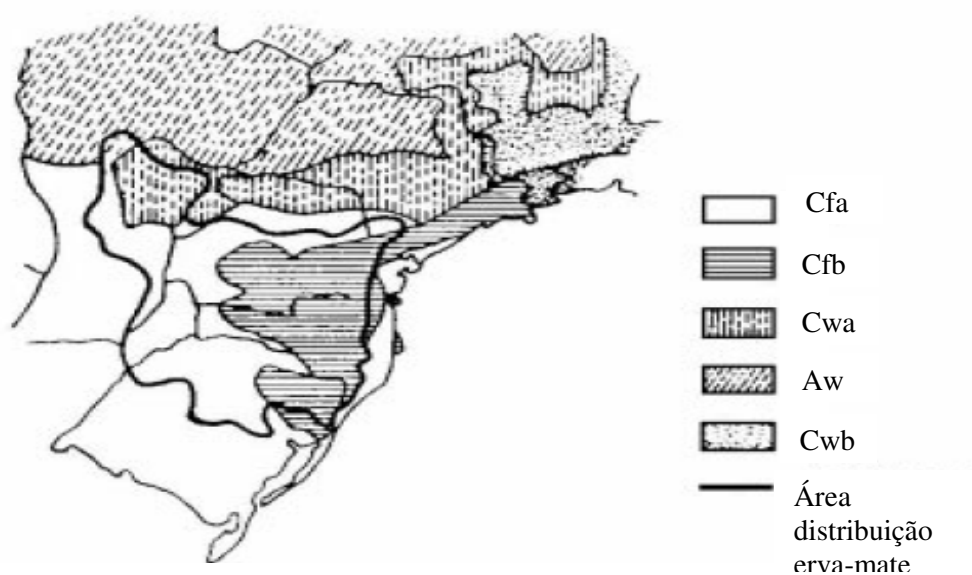 Cfa
Cfb
Cwa
Aw
Cwb
Área
distribuição
erva-mate